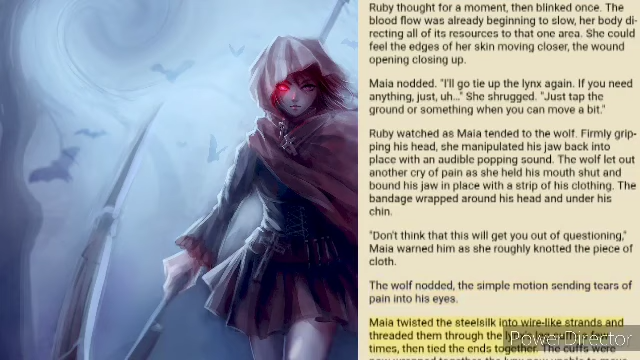 Ruby thought for a moment, then blinked once. The
blood flow was already beginning to slow, her body di-
recting all of its resources to that one area. She could
feel the edges of her skin moving closer, the wound
opening closing up.
Maia nodded. "I'll go tie up the lynx again. If you need
anything, just, uh..." She shrugged. "Just tap the
ground or something when you can move a bit."
Ruby watched as Maia tended to the wolf. Firmly grip-
ping his head, she manipulated his jaw back into
place with an audible popping sound. The wolf let out
another cry of pain as she held his mouth shut and
bound his jaw in place with a strip of his clothing. The
bandage wrapped around his head and under his
chin.
"Don't think that this will get you out of questioning,"
Maia warned him as she roughly knotted the piece of
cloth.
The wolf nodded, the simple motion sending tears of
pain into his eyes.
Maia twisted the steelsilk into wire-like strands and
threaded them through the
times, then tied the ends together. The cuffs were
PowerDirector